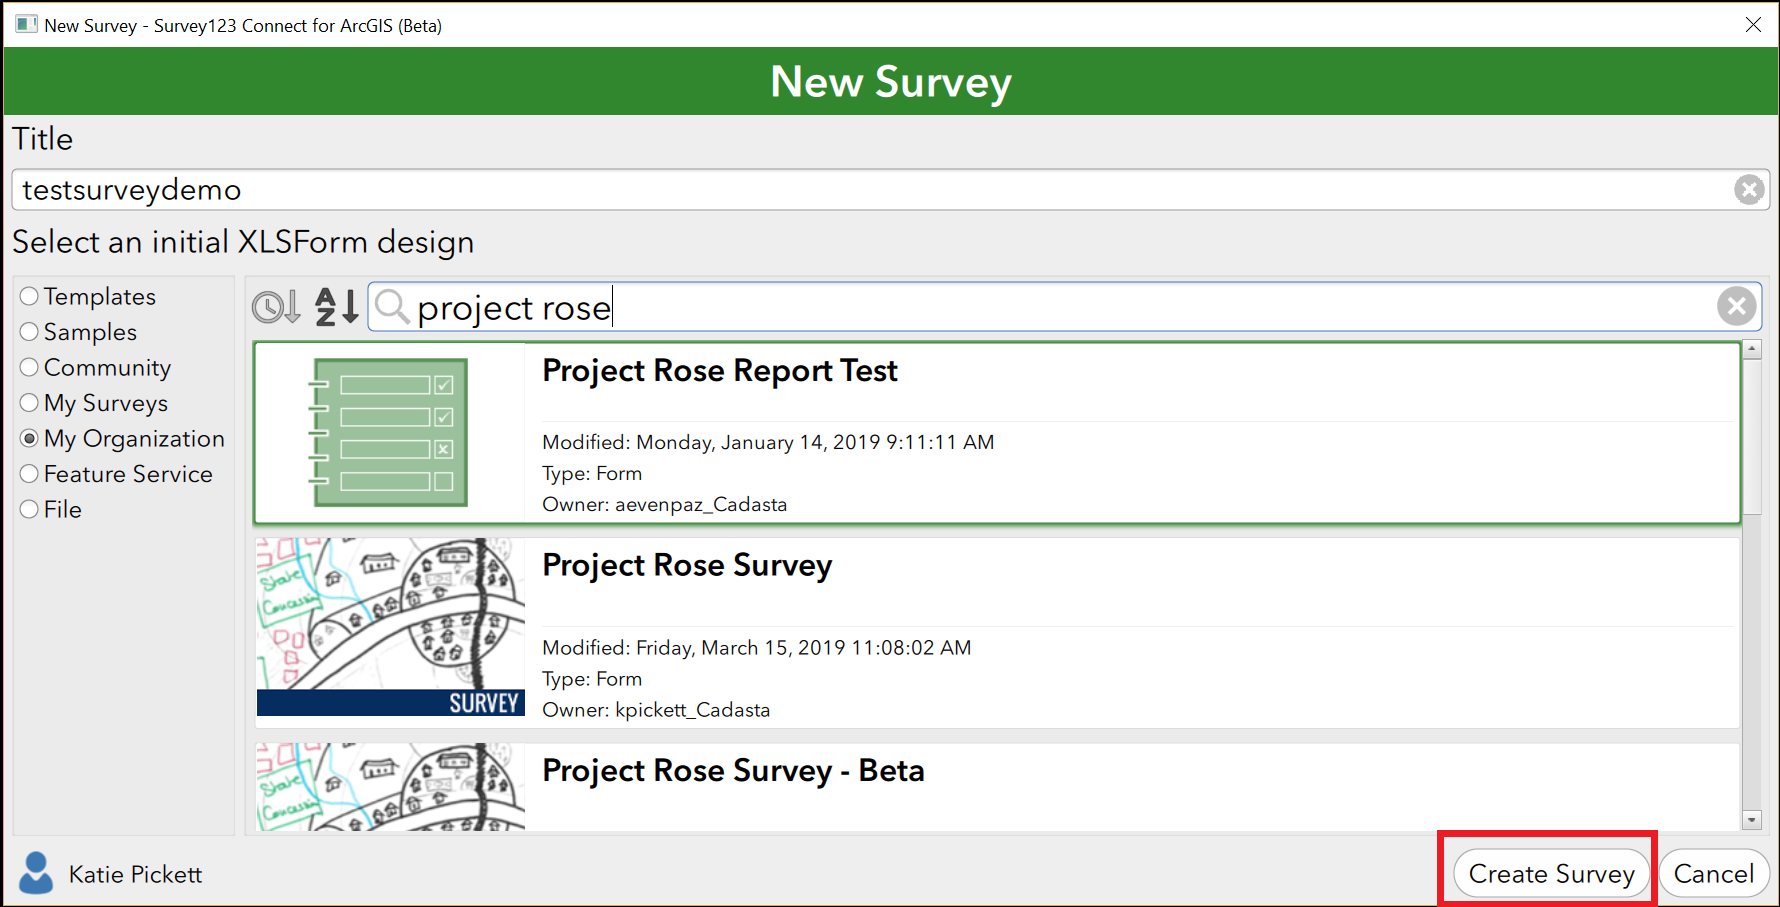 New Survey - Survey123 Connect for ArcGIS (Beta)
New Survey
Title
testsurveydemo
Select an initial XLSForm design
Templates
Samples
Community
My Surveys
My Organization
Feature Service
File
A
Z
project rose
Project Rose Report Test
Modified: Monday, January 14, 2019 9:11:11 AM
Type: Form
Owner: aevenpaz_Cadasta
State
SURVEY
Project Rose Survey
Modified: Friday, March 15, 2019 11:08:02 AM
Type: Form
Owner: kpickett_Cadasta
State
Project Rose Survey - Beta
Katie Pickett
Create Survey
Cancel